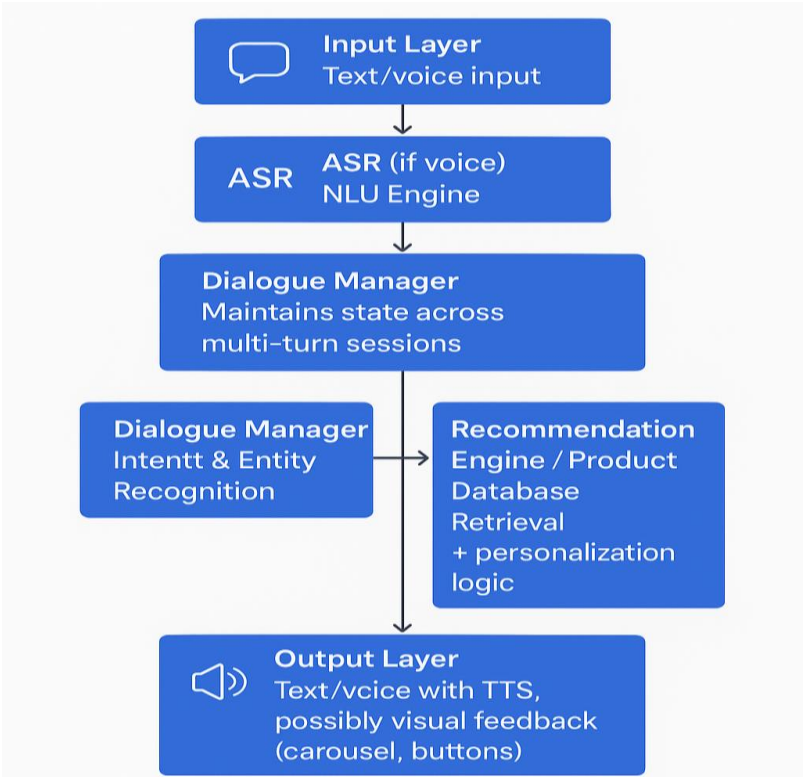 Input Layer
Text/voice input
ASR
ASR (if voice)
NLU Engine
Dialogue Manager
Maintains state across
multi-turn sessions
Dialogue Manager
Intentt & Entity
Recognition
Recommendation
Engine / Product
Database
Retrieval
+ personalization
logic
Output Layer
Text/vcice with TTS,
possibly visual feedback
(carousel, buttons)